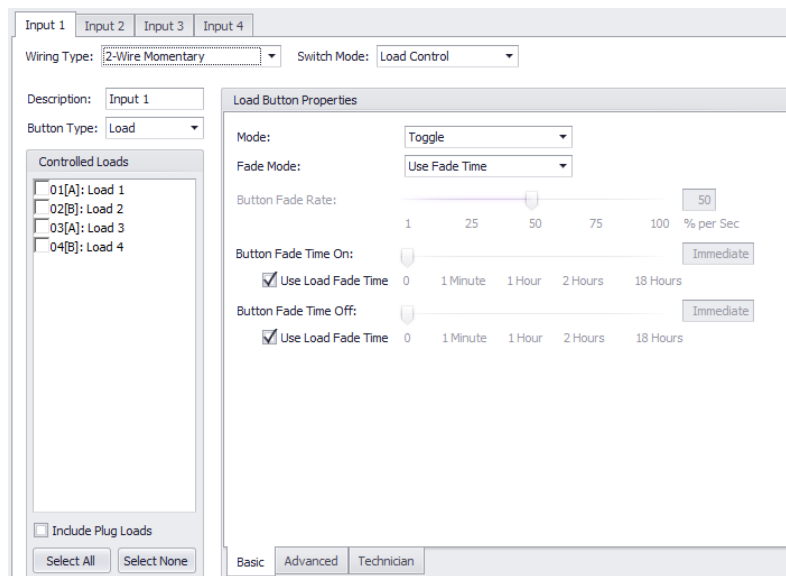 Input 1 Input 2 Input 3 Input 4
Wiring Type: 2-Wire Momentary Switch Mode: Load Control
Description: Input 1
Button Type: Load
Controlled Loads
01[A]: Load 1
02[B]: Load 2
03[A]: Load 3
04[B]: Load 4
Include Plug Loads
Select All Select None
Load Button Properties
Mode: Toggle
Fade Mode: Use Fade Time
Button Fade Rate: 50
1 25 50 75 100 % per Sec
Button Fade Time On: Immediate
Use Load Fade Time 0 1 Minute 1 Hour 2 Hours 18 Hours
Button Fade Time Off: Immediate
Use Load Fade Time 0 1 Minute 1 Hour 2 Hours 18 Hours
Basic Advanced Technician